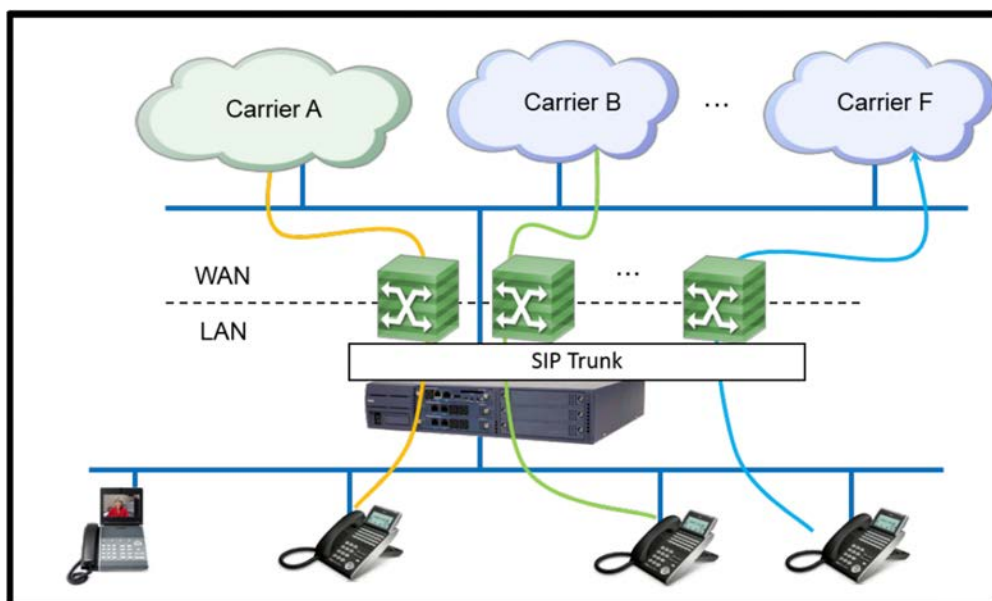 Carrier A
Carrier B
...
Carrier F
WAN
...
LAN
SIP Trunk